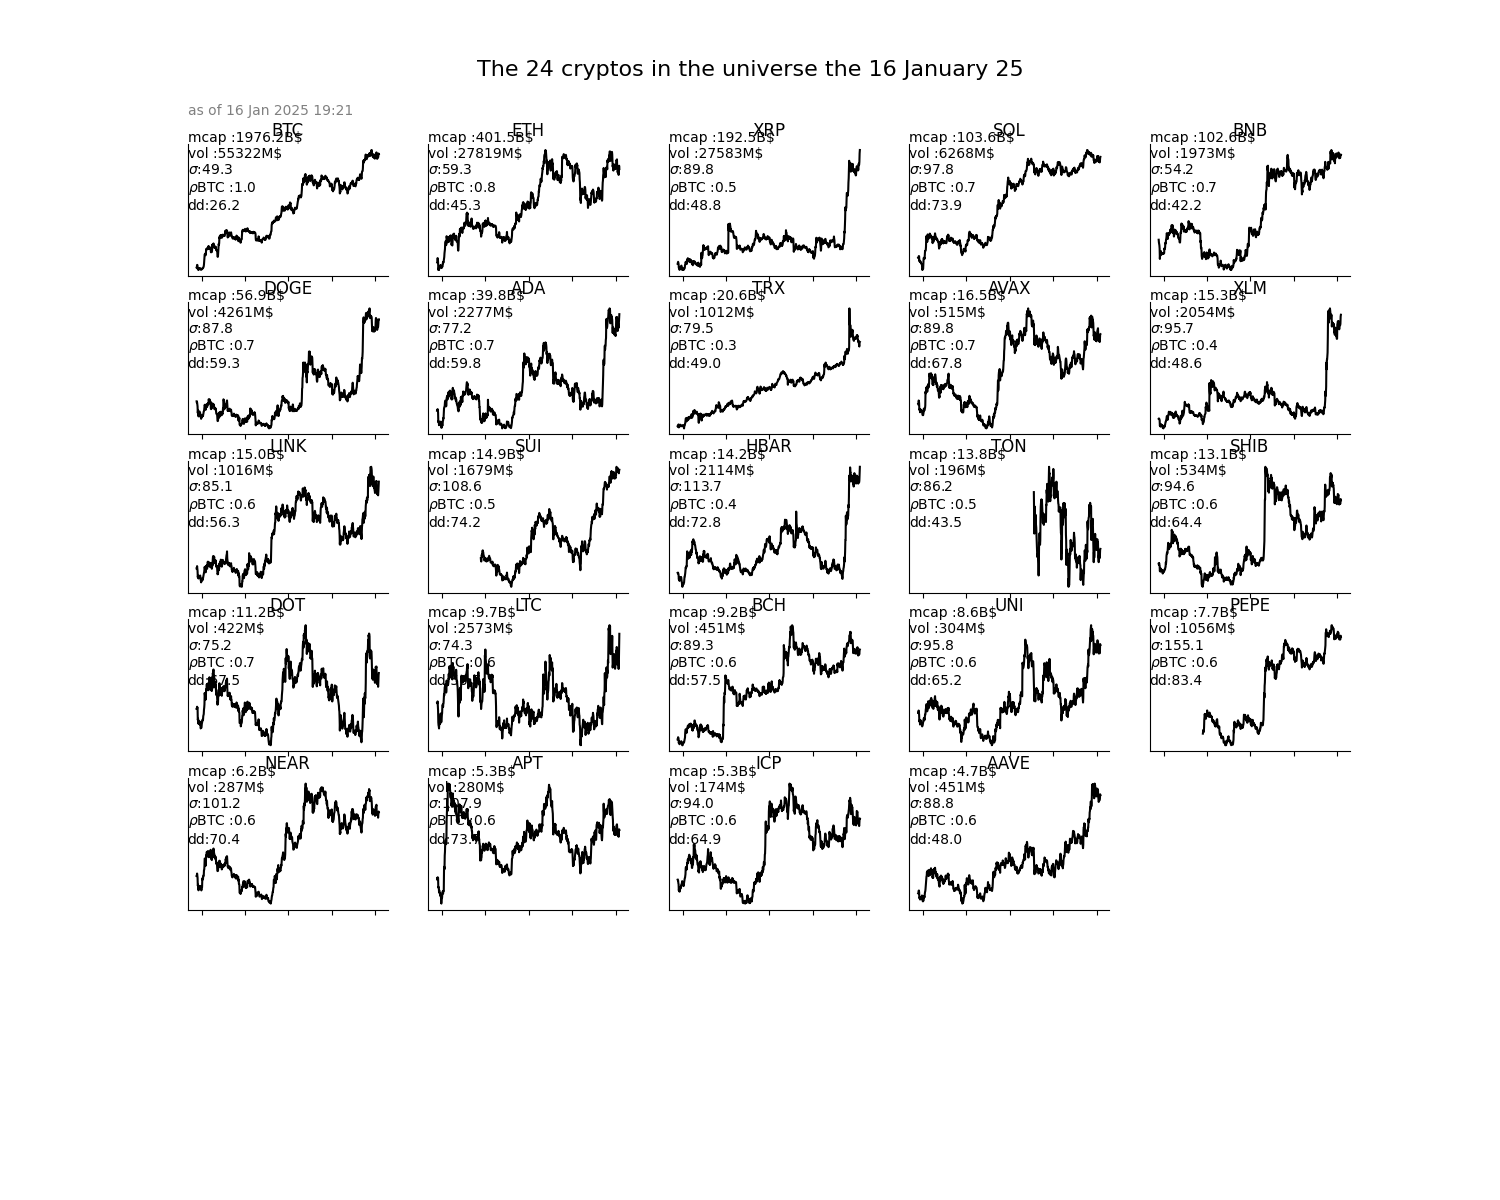 The 24 cryptos in the universe the 16 January 25
as of 16 Jan 2025 19:21
BTC
mcap :1976.2B$
vol :55322M$
σ:49.3
ρBTC :1.0
dd:26.2
ETH
mcap :401.5B$
vol :27819M$
σ:59.3
ρBTC :0.8
dd:45.3
XRP
mcap :192.5B$
vol :27583M$
σ:89.8
ρBTC :0.5
dd:48.8
SOL
mcap :103.6B$
vol :6268M$
σ:97.8
ρBTC :0.7
dd:73.9
BNB
mcap :102.6B$
vol :1973M$
σ:54.2
ρBTC :0.7
dd:42.2
DOGE
mcap :56.9B$
vol :4261M$
σ:87.8
ρBTC :0.7
dd:59.3
ADA
mcap :39.8B$
vol :2277M$
σ:77.2
ρBTC :0.7
dd:59.8
TRX
mcap :20.6B$
vol :1012M$
σ:79.5
ρBTC :0.3
dd:49.0
AVAX
mcap :16.5B$
vol :515M$
σ:89.8
ρBTC :0.7
dd:67.8
XLM
mcap :15.3B$
vol :2054M$
σ:95.7
ρBTC :0.4
dd:48.6
LINK
mcap :15.0B$
vol :1016M$
σ:85.1
ρBTC :0.6
dd:56.3
SUI
mcap :14.9B$
vol :1679M$
σ:108.6
ρBTC :0.5
dd:74.2
HBAR
mcap :14.2B$
vol :2114M$
σ:113.7
ρBTC :0.4
dd:72.8
TON
mcap :13.8B$
vol :196M$
σ:86.2
ρBTC :0.5
dd:43.5
SHIB
mcap :13.1B$
vol :534M$
σ:94.6
ρBTC :0.6
dd:64.4
DOT
mcap :11.2B$
vol :422M$
σ:75.2
ρBTC :0.7
LTC
mcap :9.7B$
vol :2573M$
σ:74.3
ρBTC :0.6
BCH
mcap :9.2B$
vol :451M$
σ:89.3
ρBTC :0.6
dd:57.5
UNI
mcap :8.6B$
vol :304M$
σ:95.8
ρBTC :0.6
dd:65.2
PEPE
mcap :7.7B$
vol :1056M$
σ:155.1
ρBTC :0.6
dd:83.4
NEAR
mcap :6.2B$
vol :287M$
σ:101.2
ρBTC :0.6
dd:70.4
APT
mcap :5.3B$
vol :280M$
σ:107.9
ρBTC :0.6
ICP
mcap :5.3B$
vol :174M$
σ:94.0
ρBTC :0.6
dd:64.9
AAVE
mcap :4.7B$
vol :451M$
σ:88.8
ρBTC :0.6
dd:48.0